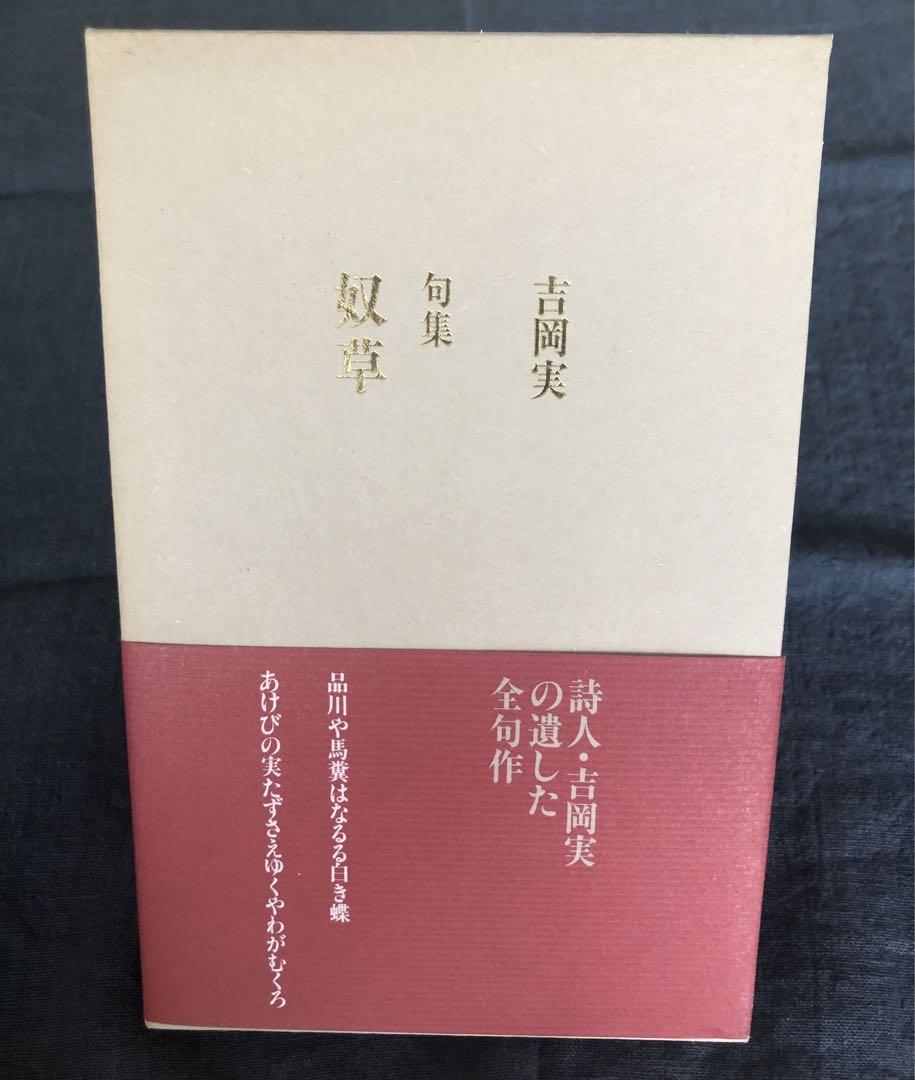 吉岡実
句集
奴草
詩人・吉岡実
の遺した
全句作
品川や馬糞はなるる白き蝶
あけびの実たずさえゆくやわがむくろ